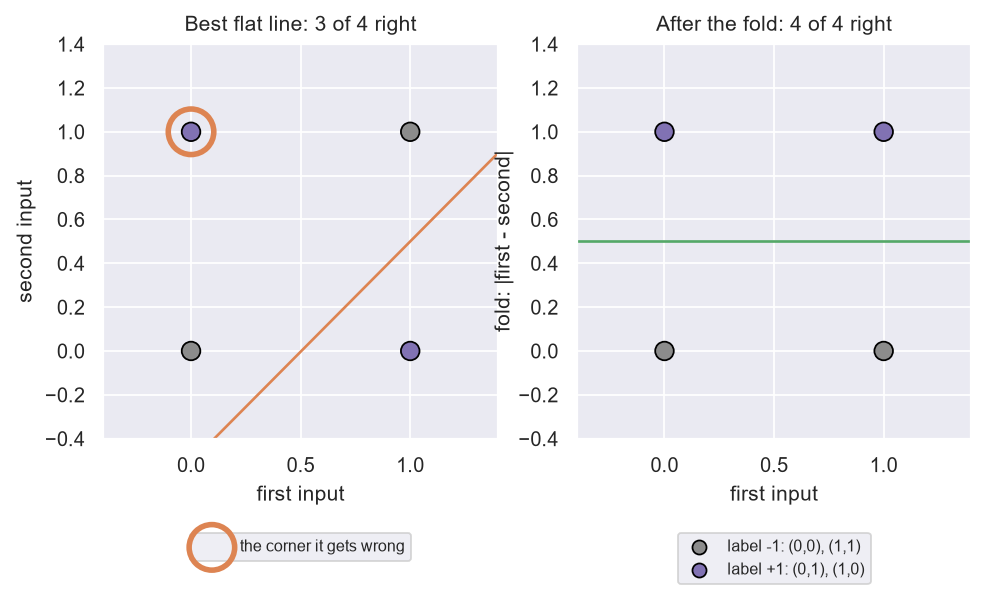 Best flat line: 3 of 4 right
1.4
1.2
1.0
0.8
0.6
0.4
0.2
0.0
−0.2
−0.4
second input
0.0 0.5 1.0
first input
the corner it gets wrong
After the fold: 4 of 4 right
1.4
1.2
1.0
0.8
0.6
0.4
0.2
0.0
−0.2
−0.4
fold: |first - second|
0.0 0.5 1.0
first input
label -1: (0,0), (1,1)
label +1: (0,1), (1,0)